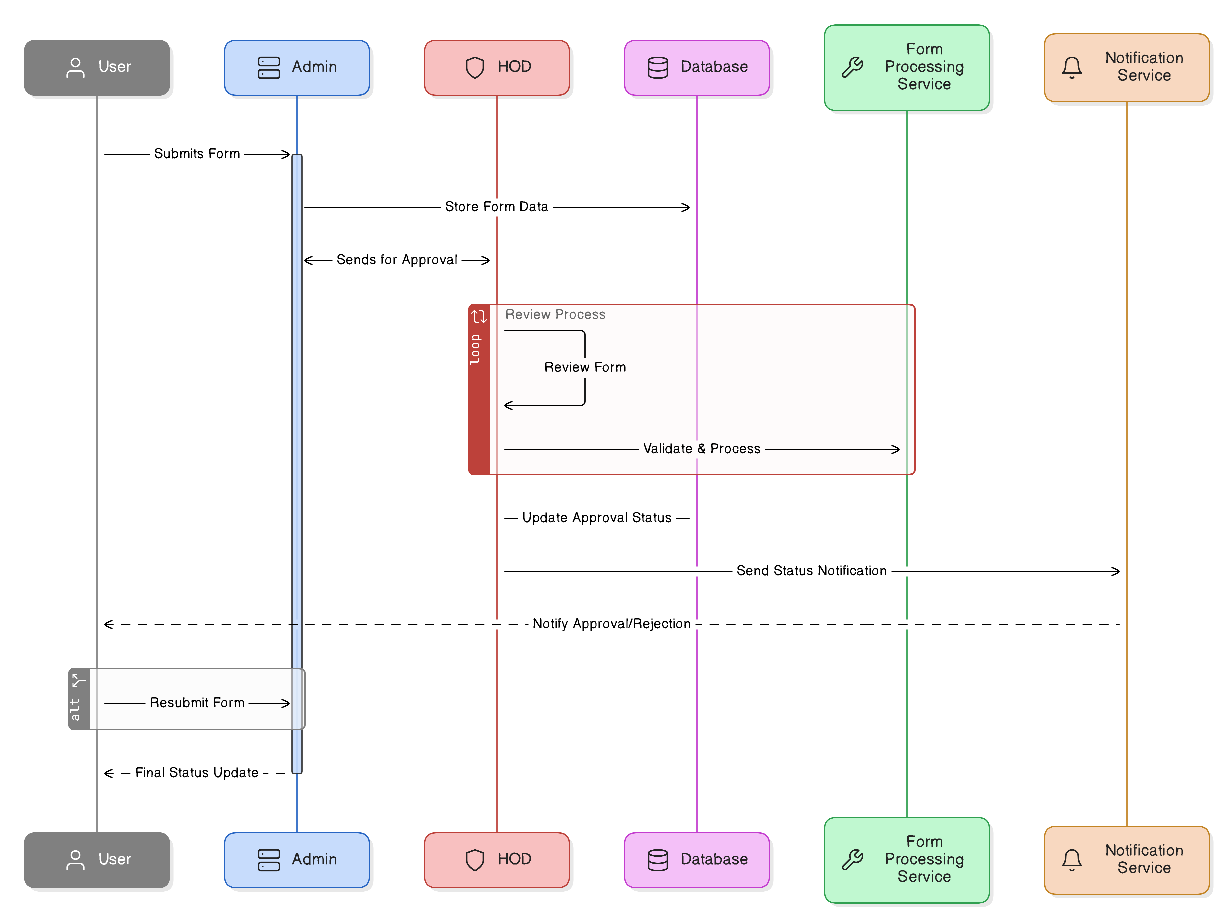 User
Admin
HOD
Database
Form
Processing
Service
Notification
Service
Submits Form
Store Form Data
Sends for Approval
loop
Review Process
Review Form
Validate & Process
Update Approval Status
Send Status Notification
Notify Approval/Rejection
alt
Resubmit Form
Final Status Update
User
Admin
HOD
Database
Form
Processing
Service
Notification
Service